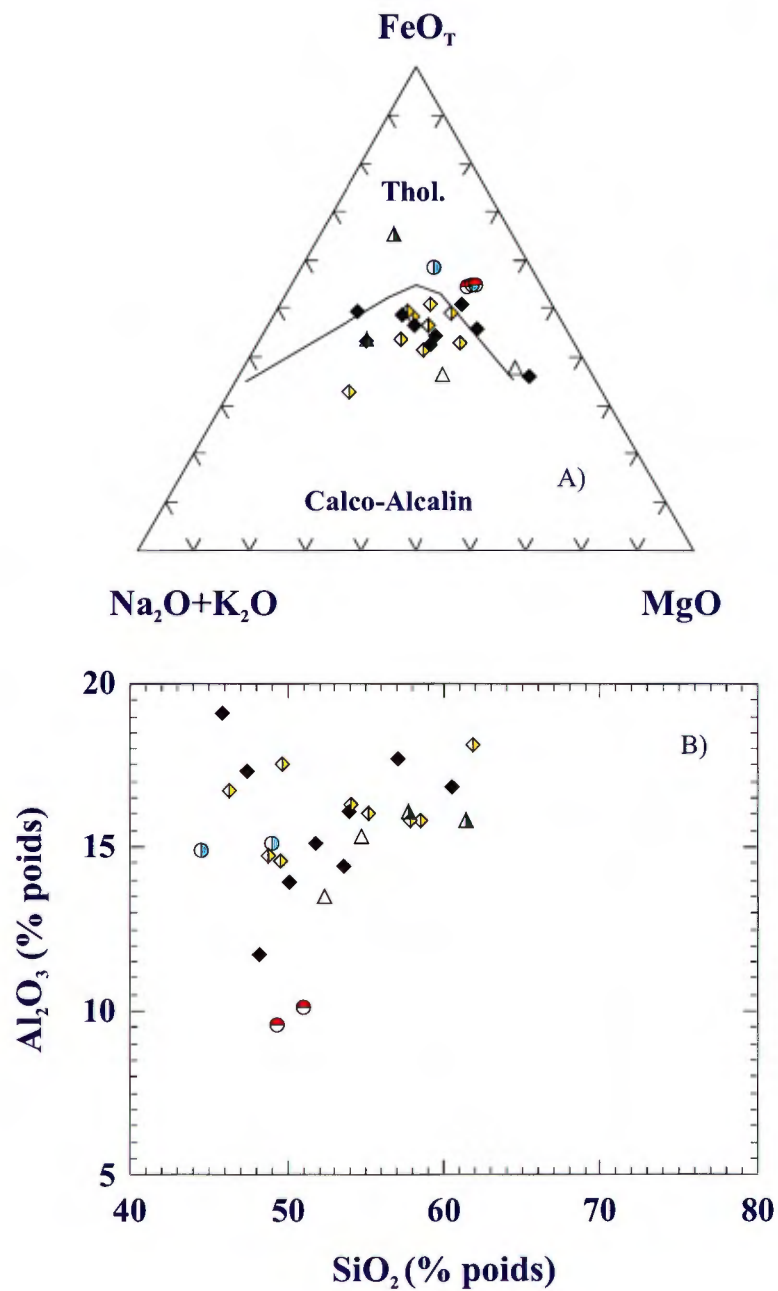 FeO_T
Thol.
A)
Calco-Alcalin
Na₂O+K₂O MgO
20
B)
15
10
5
Al₂O₃ (% poids)
40 50 60 70 80
SiO₂ (% poids)